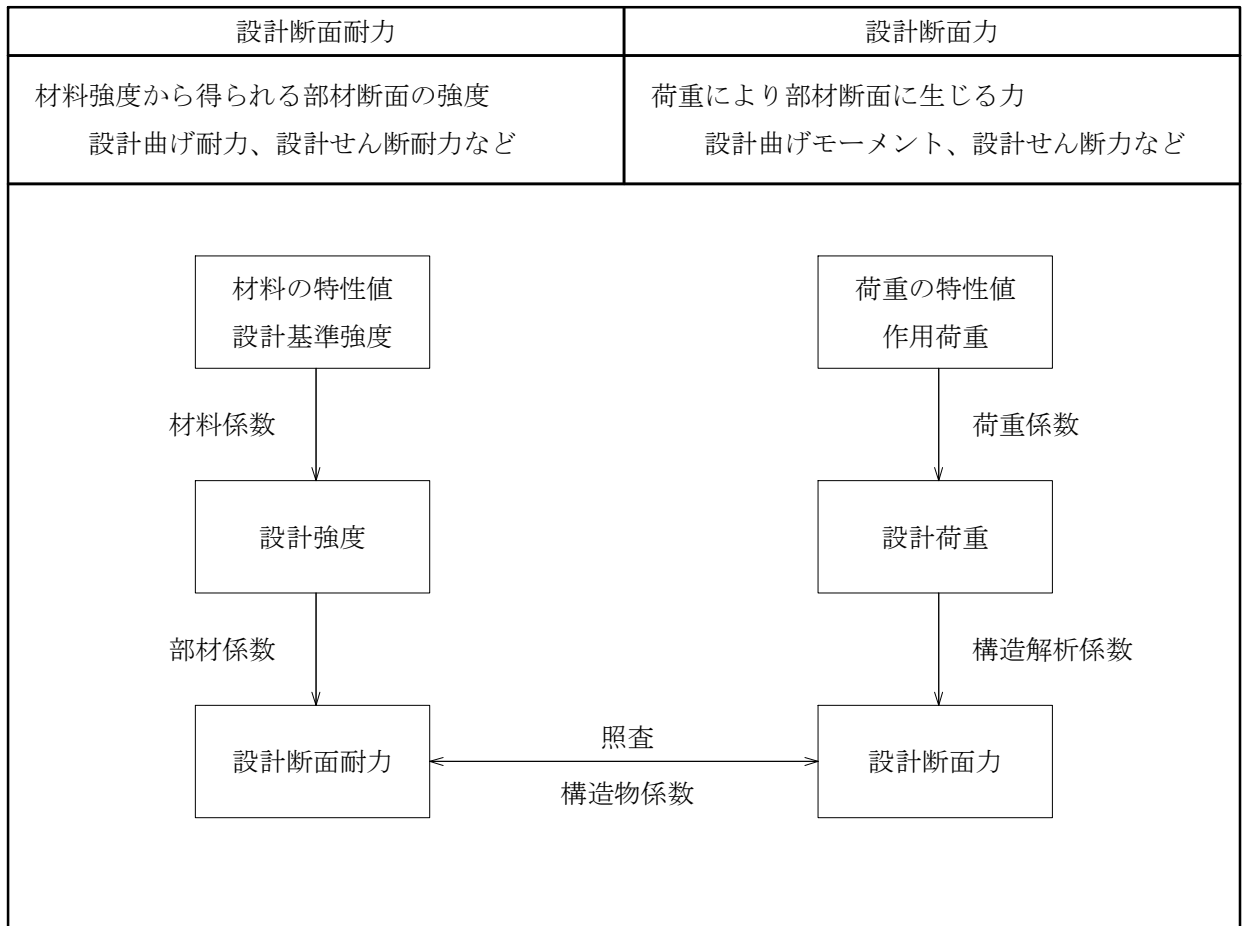 設計断面耐力
設計断面力
材料強度から得られる部材断面の強度
設計曲げ耐力、設計せん断耐力など
荷重により部材断面に生じる力
設計曲げモーメント、設計せん断力など
材料の特性値
設計基準強度
荷重の特性値
作用荷重
材料係数
荷重係数
設計強度
設計荷重
部材係数
構造解析係数
設計断面耐力
照査
構造物係数
設計断面力